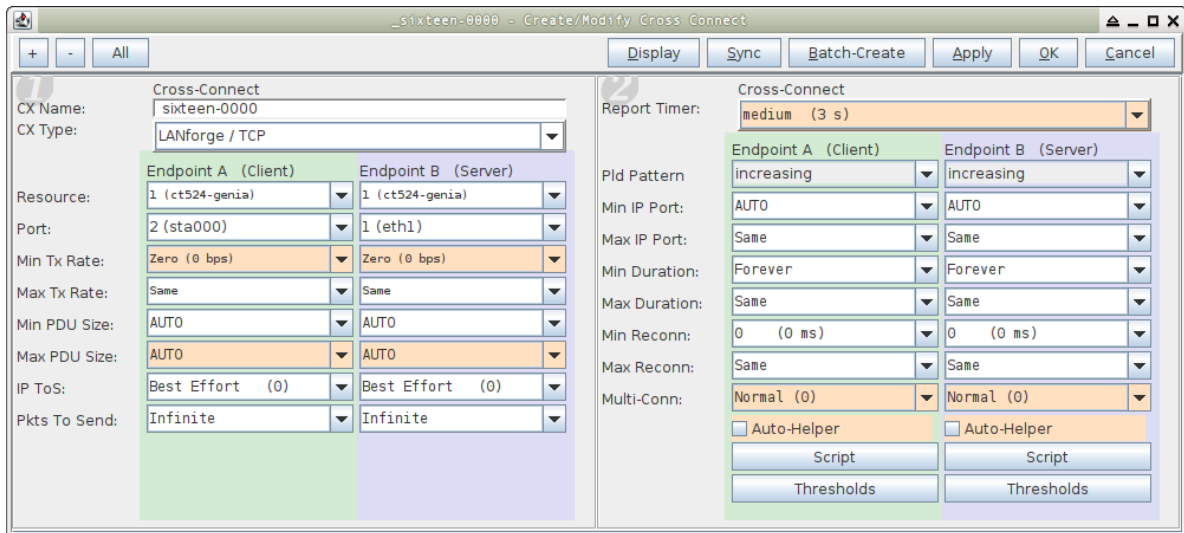 _sixteen-0000 - Create/Modify Cross Connect
+ - All Display Sync Batch-Create Apply OK Cancel
1
Cross-Connect
CX Name: sixteen-0000
CX Type: LANforge / TCP
Endpoint A (Client) Endpoint B (Server)
Resource: 1 (ct524-genia) 1 (ct524-genia)
Port: 2 (sta000) 1 (eth1)
Min Tx Rate: Zero (0 bps) Zero (0 bps)
Max Tx Rate: Same Same
Min PDU Size: AUTO AUTO
Max PDU Size: AUTO AUTO
IP ToS: Best Effort (0) Best Effort (0)
Pkts To Send: Infinite Infinite
2
Cross-Connect
Report Timer: medium (3 s)
Endpoint A (Client) Endpoint B (Server)
Pld Pattern increasing increasing
Min IP Port: AUTO AUTO
Max IP Port: Same Same
Min Duration: Forever Forever
Max Duration: Same Same
Min Reconn: 0 (0 ms) 0 (0 ms)
Max Reconn: Same Same
Multi-Conn: Normal (0) Normal (0)
Auto-Helper Auto-Helper
Script Script
Thresholds Thresholds